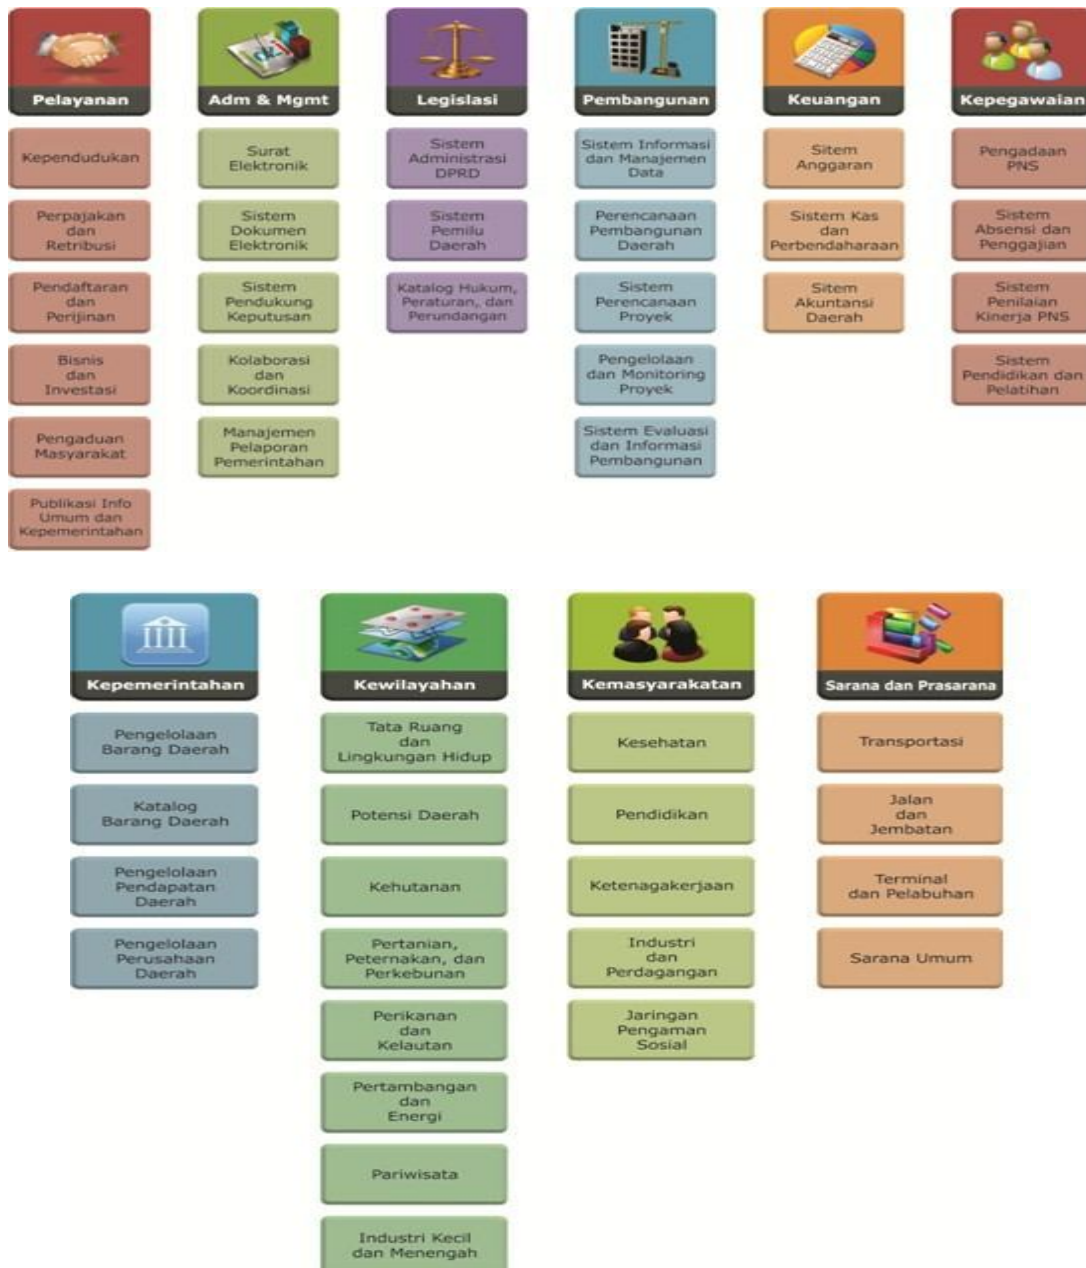 Pelayanan
Kependudukan
Perpajakan
dan
Retribusi
Pendaftaran
dan
Perijinan
Bisnis
dan
Investasi
Pengaduan
Masyarakat
Publikasi Info
Umum dan
Kepemerintahan
Adm & Mgmt
Surat
Elektronik
Sistem
Dokumen
Elektronik
Sistem
Pendukung
Keputusan
Kolaborasi
dan
Koordinasi
Manajemen
Pelaporan
Pemerintahan
Legislasi
Sistem
Administrasi
DPRD
Sistem
Pemilu
Daerah
Katalog Hukum,
Peraturan, dan
Perundangan
Pembangunan
Sistem Informasi
dan Manajemen
Data
Perencanaan
Pembangunan
Daerah
Sistem
Perencanaan
Proyek
Pengelolaan
dan Monitoring
Proyek
Sistem Evaluasi
dan Informasi
Pembangunan
Keuangan
Sitem
Anggaran
Sistem Kas
dan
Perbendaharaan
Sitem
Akuntansi
Daerah
Kepegawaian
Pengadaan
PNS
Sistem
Absensi dan
Penggajian
Sistem
Penilaian
Kinerja PNS
Sistem
Pendidikan dan
Pelatihan
Kepemerintahan
Pengelolaan
Barang Daerah
Katalog
Barang Daerah
Pengelolaan
Pendapatan
Daerah
Pengelolaan
Perusahaan
Daerah
Kewilayahan
Tata Ruang
dan
Lingkungan Hidup
Potensi Daerah
Kehutanan
Pertanian,
Peternakan, dan
Perkebunan
Perikanan
dan
Kelautan
Pertambangan
dan
Energi
Pariwisata
Industri Kecil
dan Menengah
Kemasyarakatan
Kesehatan
Pendidikan
Ketenagakerjaan
Industri
dan
Perdagangan
Jaringan
Pengaman
Sosial
Sarana dan Prasarana
Transportasi
Jalan
dan
Jembatan
Terminal
dan Pelabuhan
Sarana Umum